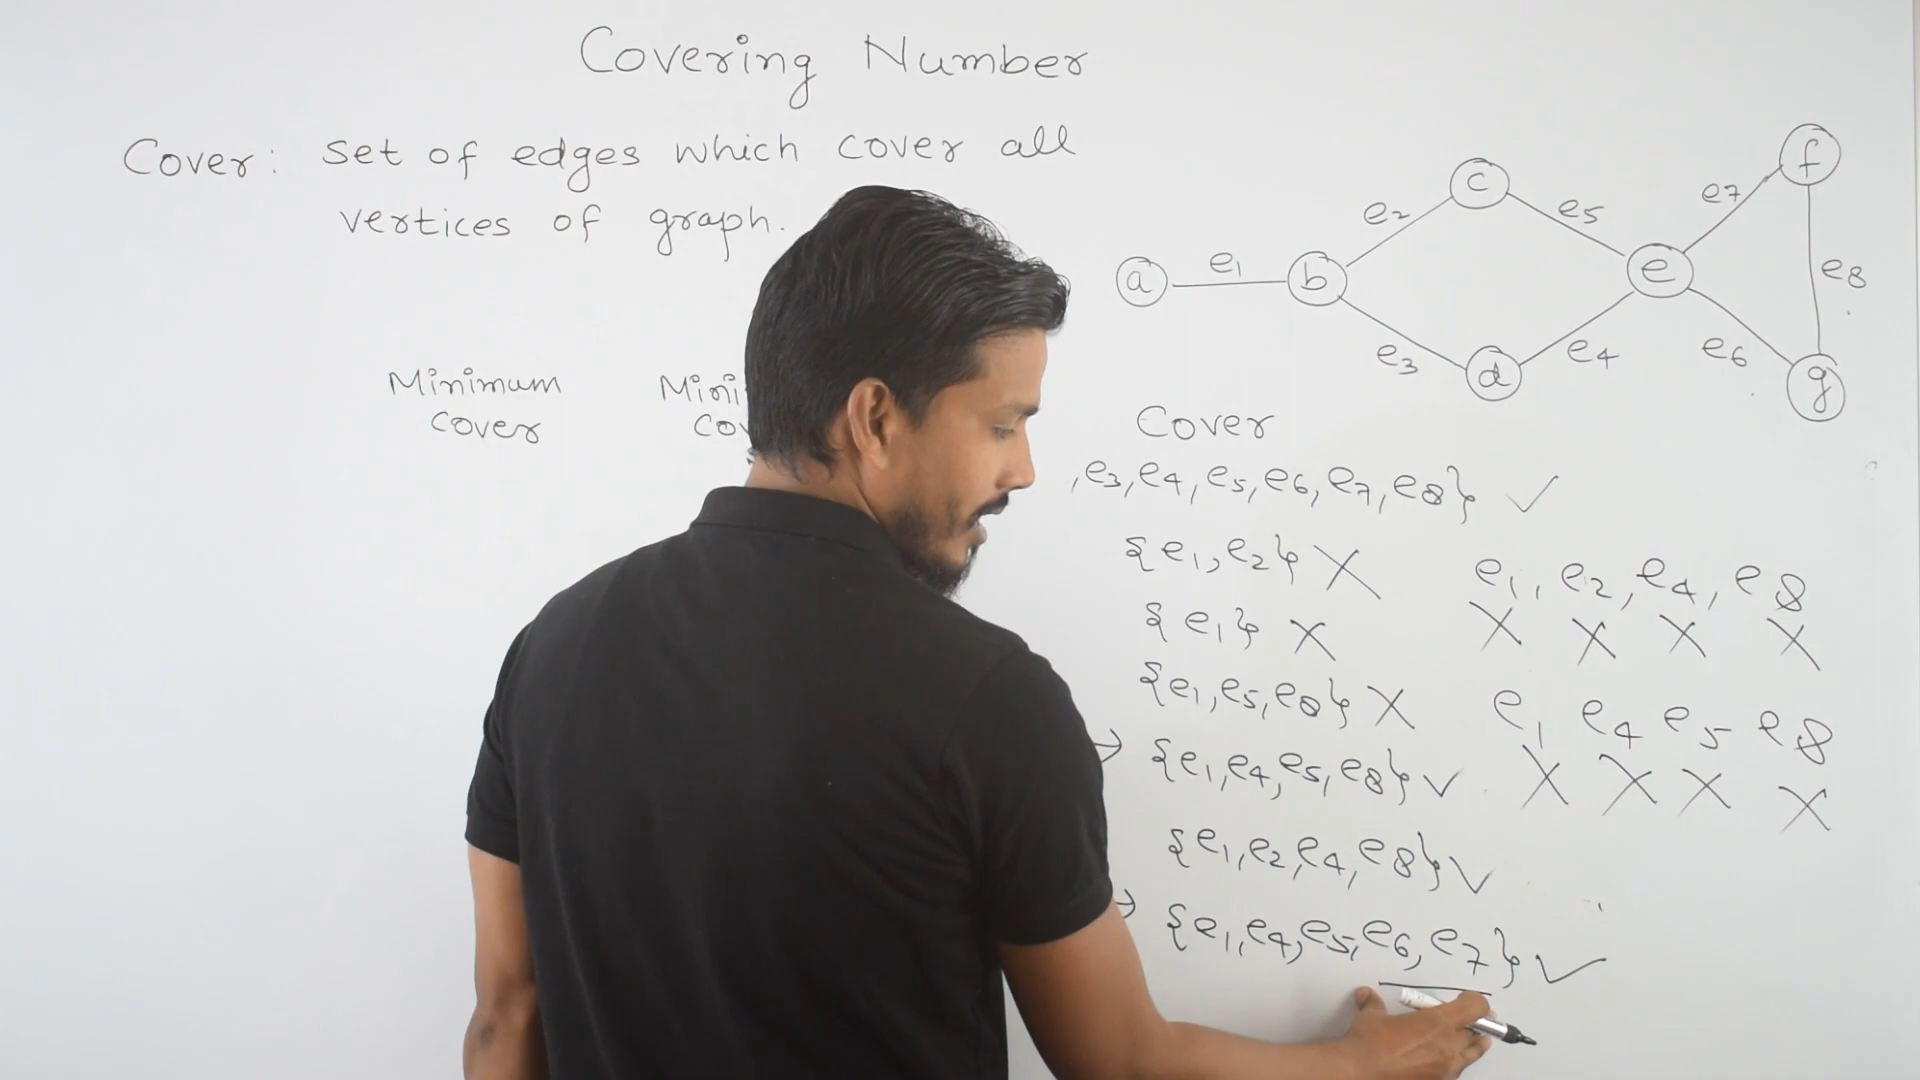 Covering Number
Cover: set of edges which cover all
vertices of graph.
Minimum
cover
a e1 b e2 c e5 e e7 f
e3 d e4 e6 g e8
Cover
,e3,e4,e5,e6,e7,e8} ✓
{e1,e2} X
{e1} X
{e1,e5,e8} X
→ {e1,e4,e5,e8} ✓
{e1,e2,e4,e8} ✓
→ {e1,e4,e5,e6,e7} ✓
e1, e2, e4, e8
X X X X
e1 e4 e5 e8
X X X X